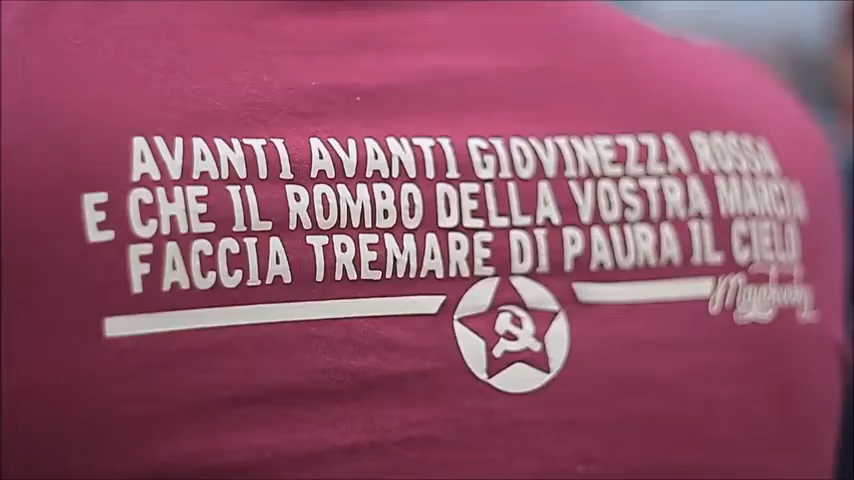 AVANTI AVANTI GIOVINEZZA ROSSA
E CHE IL ROMBO DELLA VOSTRA MARCIA
FACCIA TREMARE DI PAURA IL CIELO